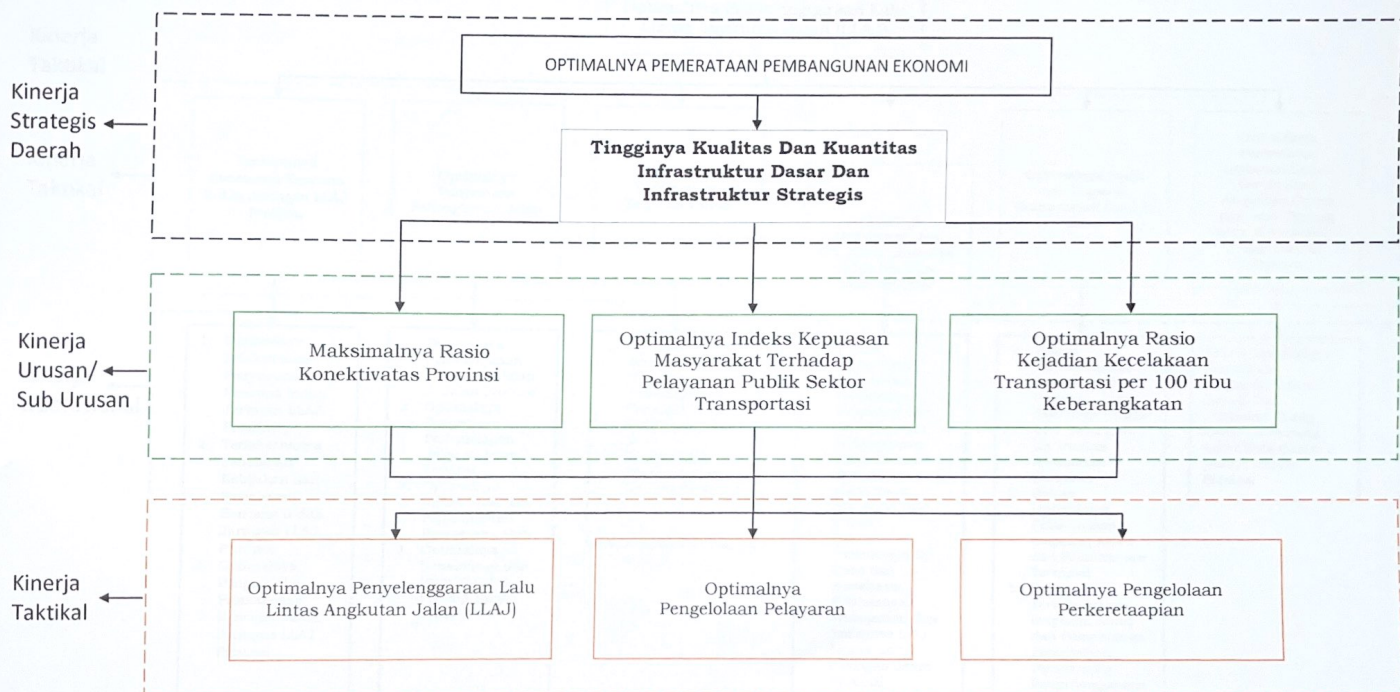 OPTIMALNYA PEMERATAAN PEMBANGUNAN EKONOMI
Kinerja
Strategis
Daerah
Tingginya Kualitas Dan Kuantitas
Infrastruktur Dasar Dan
Infrastruktur Strategis
Kinerja
Urusan/
Sub Urusan
Maksimalnya Rasio
Konektivatas Provinsi
Optimalnya Indeks Kepuasan
Masyarakat Terhadap
Pelayanan Publik Sektor
Transportasi
Optimalnya Rasio
Kejadian Kecelakaan
Transportasi per 100 ribu
Keberangkatan
Kinerja
Taktikal
Optimalnya Penyelenggaraan Lalu
Lintas Angkutan Jalan (LLAJ)
Optimalnya
Pengelolaan Pelayaran
Optimalnya Pengelolaan
Perkeretaapian